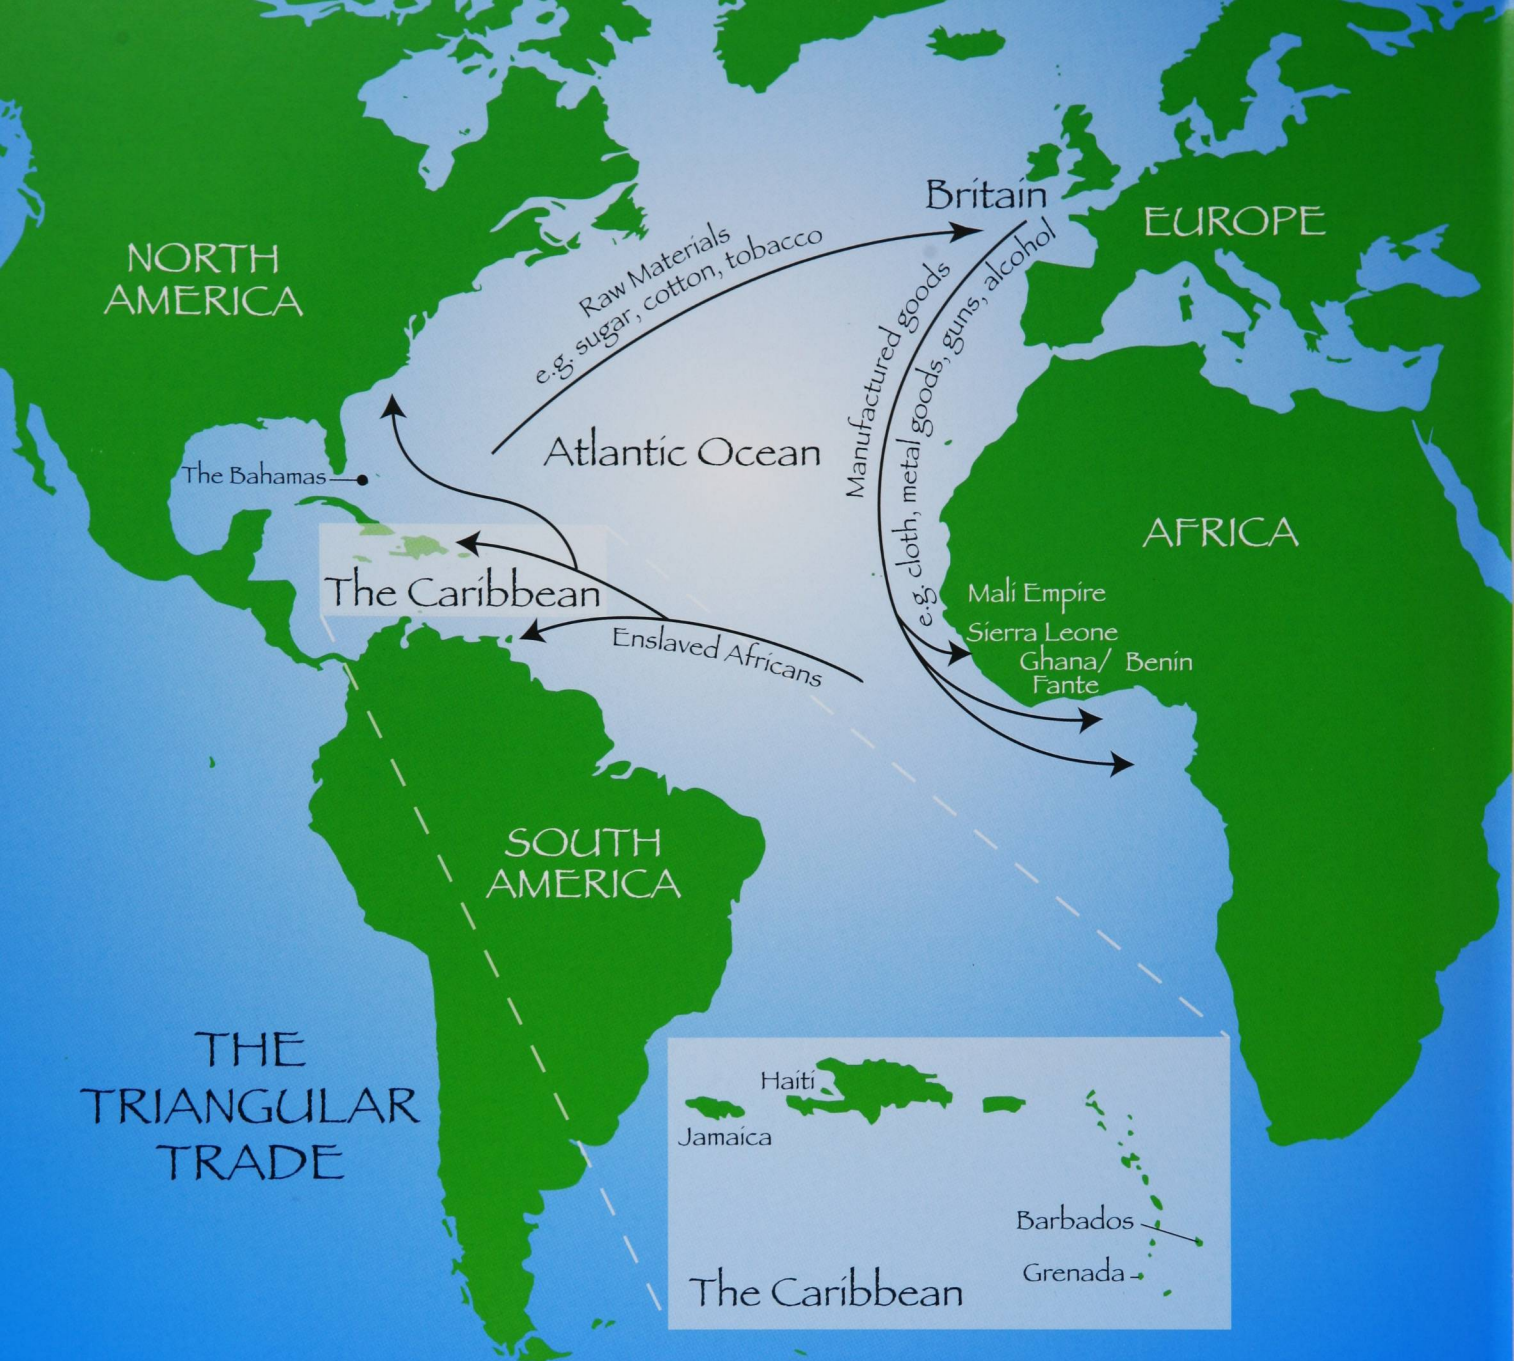 Britain
EUROPE
NORTH
AMERICA
Raw Materials
e.g. sugar, cotton, tobacco
Manufactured goods
e.g. cloth, metal goods, guns, alcohol
Atlantic Ocean
The Bahamas
AFRICA
The Caribbean
Mali Empire
Sierra Leone
Ghana/ Benin
Fante
Enslaved Africans
SOUTH
AMERICA
THE
TRIANGULAR
TRADE
Haiti
Jamaica
Barbados
Grenada
The Caribbean